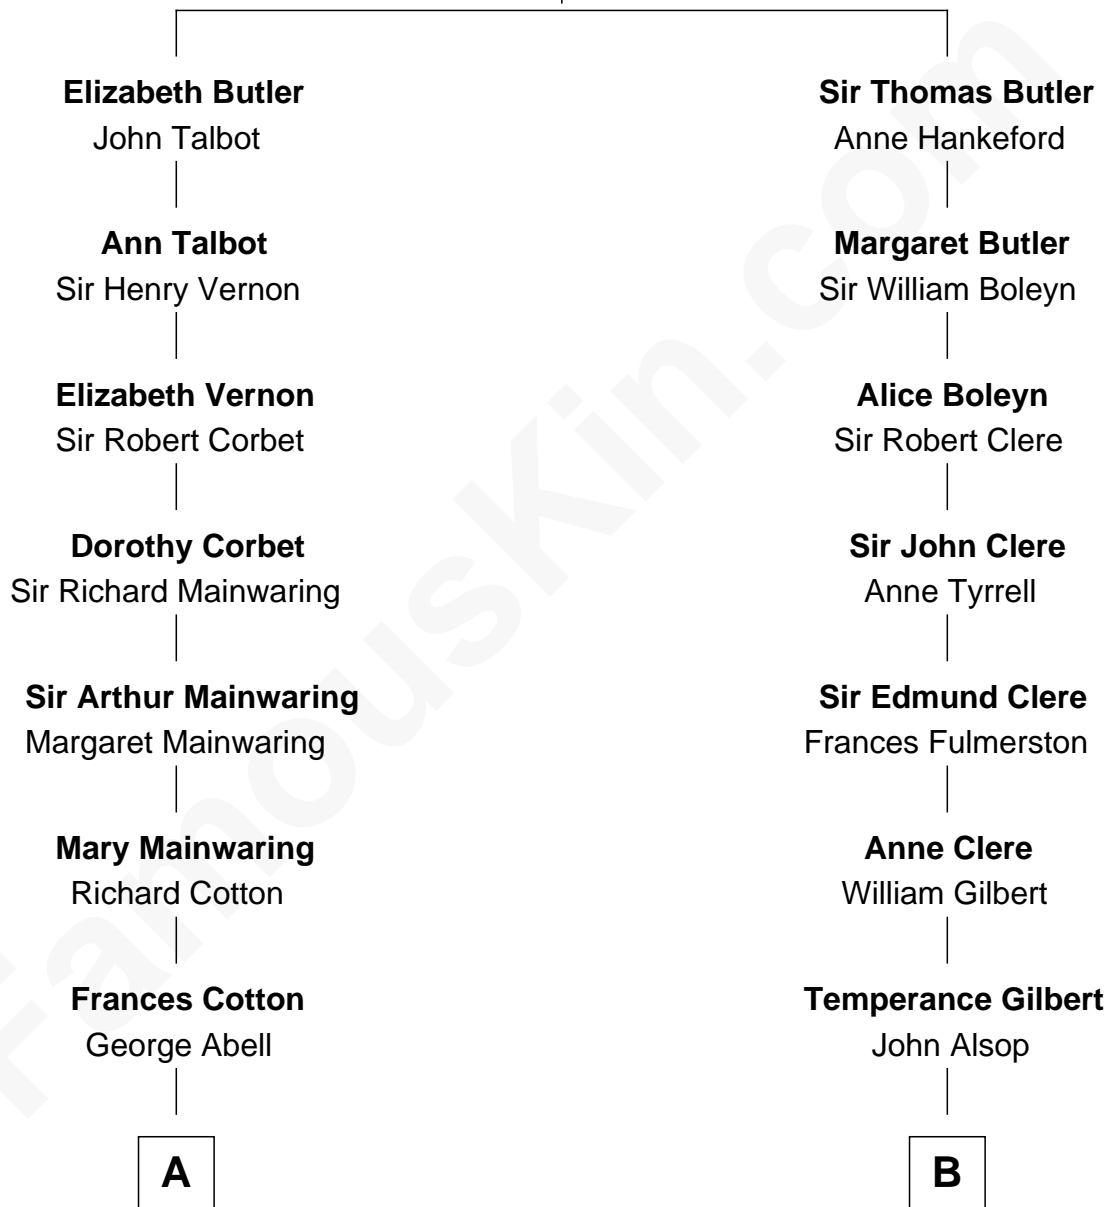 Elizabeth Butler
John Talbot
Ann Talbot
Sir Henry Vernon
Elizabeth Vernon
Sir Robert Corbet
Dorothy Corbet
Sir Richard Mainwaring
Sir Arthur Mainwaring
Margaret Mainwaring
Mary Mainwaring
Richard Cotton
Frances Cotton
George Abell
A
Sir Thomas Butler
Anne Hankeford
Margaret Butler
Sir William Boleyn
Alice Boleyn
Sir Robert Clere
Sir John Clere
Anne Tyrrell
Sir Edmund Clere
Frances Fulmerston
Anne Clere
William Gilbert
Temperance Gilbert
John Alsop
B
FamousKin.com